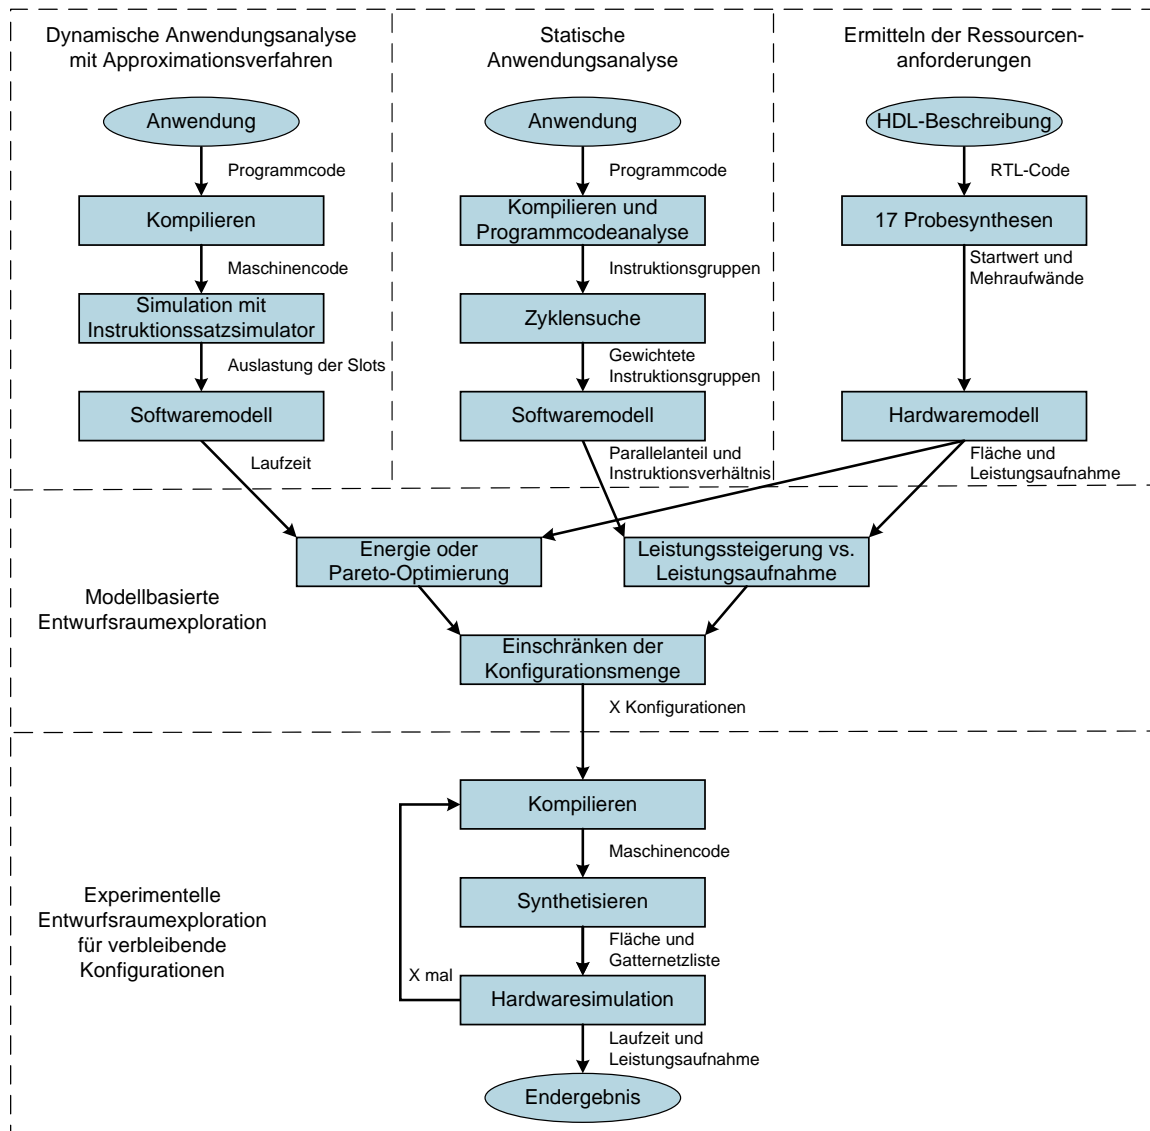 Dynamische Anwendungsanalyse
mit Approximationsverfahren
Anwendung
Programmcode
Kompilieren
Maschinencode
Simulation mit
Instruktionssatzsimulator
Auslastung der Slots
Softwaremodell
Laufzeit
Statische
Anwendungsanalyse
Anwendung
Programmcode
Kompilieren und
Programmcodeanalyse
Instruktionsgruppen
Zyklensuche
Gewichtete
Instruktionsgruppen
Softwaremodell
Parallelanteil und
Instruktionsverhältnis
Ermitteln der Ressourcen-
anforderungen
HDL-Beschreibung
RTL-Code
17 Probesynthesen
Startwert und
Mehraufwände
Hardwaremodell
Fläche und
Leistungsaufnahme
Modellbasierte
Entwurfsraumexploration
Energie oder
Pareto-Optimierung
Leistungssteigerung vs.
Leistungsaufnahme
Einschränken der
Konfigurationsmenge
X Konfigurationen
Experimentelle
Entwurfsraumexploration
für verbleibende
Konfigurationen
Kompilieren
Maschinencode
Synthetisieren
Fläche und
Gatternetzliste
X mal
Hardwaresimulation
Laufzeit und
Leistungsaufnahme
Endergebnis